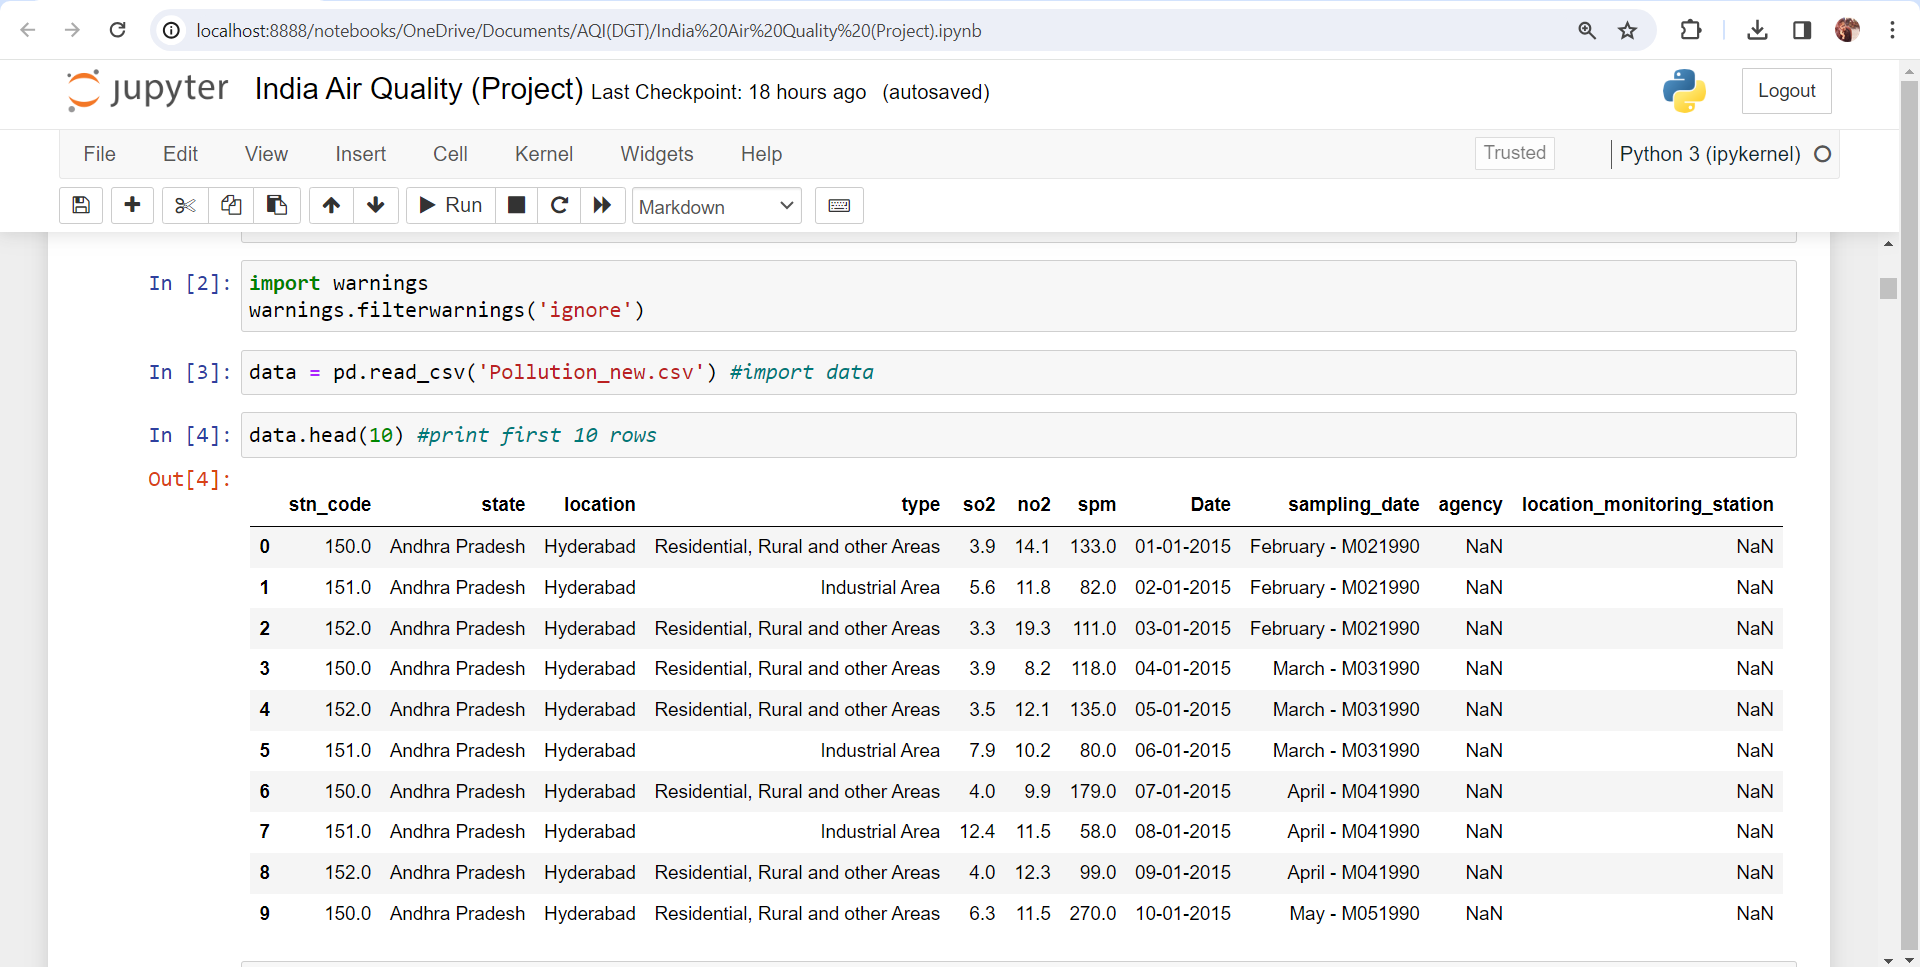 localhost:8888/notebooks/OneDrive/Documents/AQI(DGT)/India%20Air%20Quality%20(Project).ipynb
jupyter India Air Quality (Project) Last Checkpoint: 18 hours ago (autosaved) Logout
File Edit View Insert Cell Kernel Widgets Help Trusted Python 3 (ipykernel)
Run Markdown
In [2]: import warnings
warnings.filterwarnings('ignore')
In [3]: data = pd.read_csv('Pollution_new.csv') #import data
In [4]: data.head(10) #print first 10 rows
Out[4]:
stn_code state location type so2 no2 spm Date sampling_date agency location_monitoring_station
0 150.0 Andhra Pradesh Hyderabad Residential, Rural and other Areas 3.9 14.1 133.0 01-01-2015 February - M021990 NaN NaN
1 151.0 Andhra Pradesh Hyderabad Industrial Area 5.6 11.8 82.0 02-01-2015 February - M021990 NaN NaN
2 152.0 Andhra Pradesh Hyderabad Residential, Rural and other Areas 3.3 19.3 111.0 03-01-2015 February - M021990 NaN NaN
3 150.0 Andhra Pradesh Hyderabad Residential, Rural and other Areas 3.9 8.2 118.0 04-01-2015 March - M031990 NaN NaN
4 152.0 Andhra Pradesh Hyderabad Residential, Rural and other Areas 3.5 12.1 135.0 05-01-2015 March - M031990 NaN NaN
5 151.0 Andhra Pradesh Hyderabad Industrial Area 7.9 10.2 80.0 06-01-2015 March - M031990 NaN NaN
6 150.0 Andhra Pradesh Hyderabad Residential, Rural and other Areas 4.0 9.9 179.0 07-01-2015 April - M041990 NaN NaN
7 151.0 Andhra Pradesh Hyderabad Industrial Area 12.4 11.5 58.0 08-01-2015 April - M041990 NaN NaN
8 152.0 Andhra Pradesh Hyderabad Residential, Rural and other Areas 4.0 12.3 99.0 09-01-2015 April - M041990 NaN NaN
9 150.0 Andhra Pradesh Hyderabad Residential, Rural and other Areas 6.3 11.5 270.0 10-01-2015 May - M051990 NaN NaN